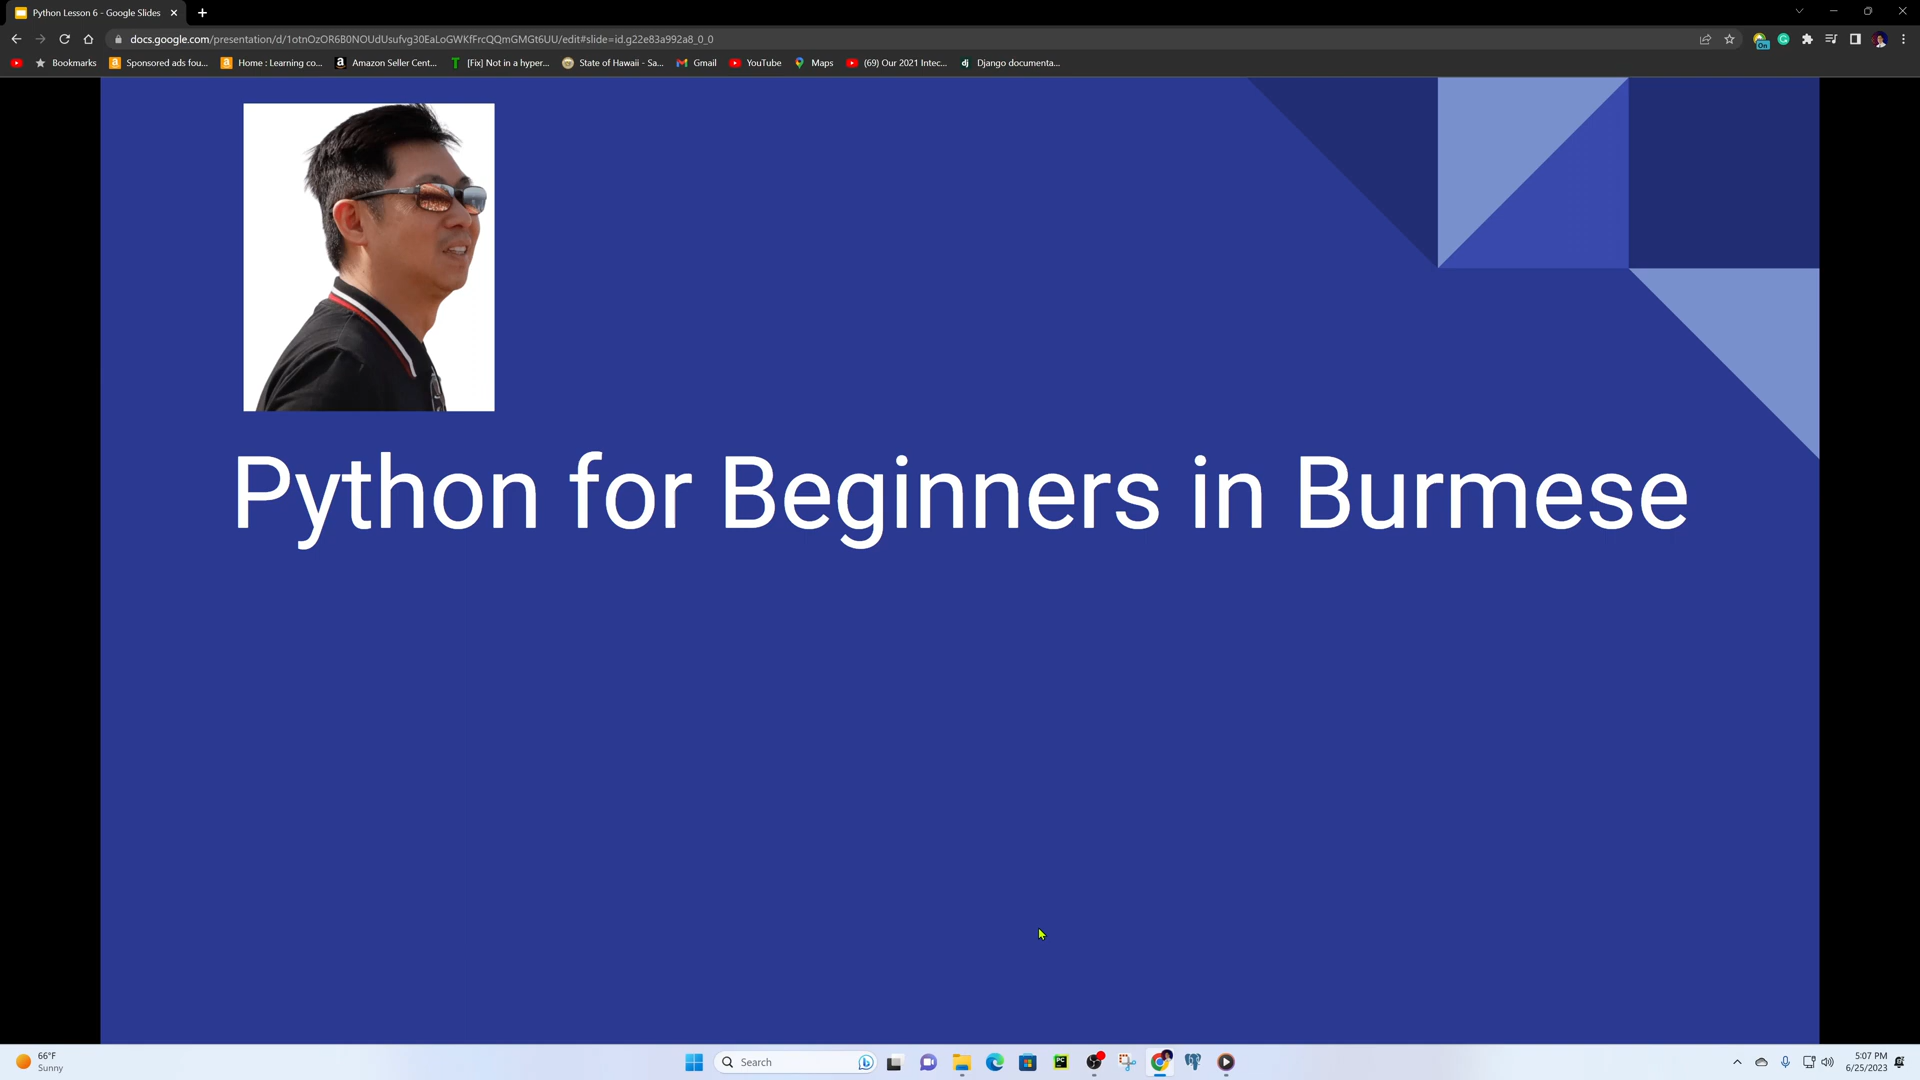 Python Lesson 6 - Google Slides
docs.google.com/presentation/d/1otnOzOR6B0NOUdUsufvg30EaLoGWKfFrcQQmGMGt6UU/edit#slide=id.g22e83a992a8_0_0
Bookmarks Sponsored ads fou... Home : Learning co... Amazon Seller Cent... [Fix] Not in a hyper... State of Hawaii - Sa... Gmail YouTube Maps (69) Our 2021 Intec... Django documenta...
On
Python for Beginners in Burmese
66°F
Sunny
Search
PC
5:07 PM
6/25/2023